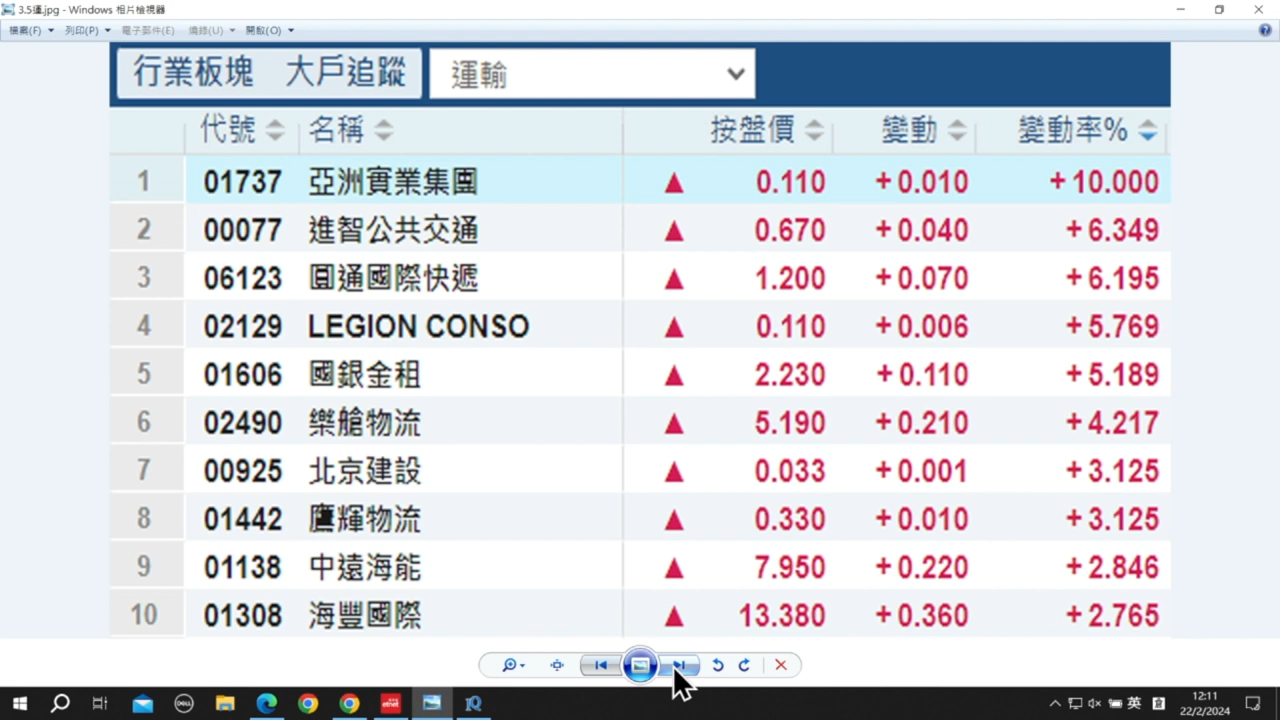 3.5運.jpg - Windows 相片檢視器
檔案(F) 列印(P) 電子郵件(E) 燒錄(U) 開啟(O)
行業板塊 大戶追蹤 運輸
代號 名稱 按盤價 變動 變動率%
1 01737 亞洲實業集團 ▲ 0.110 +0.010 +10.000
2 00077 進智公共交通 ▲ 0.670 +0.040 +6.349
3 06123 圓通國際快遞 ▲ 1.200 +0.070 +6.195
4 02129 LEGION CONSO ▲ 0.110 +0.006 +5.769
5 01606 國銀金租 ▲ 2.230 +0.110 +5.189
6 02490 樂艙物流 ▲ 5.190 +0.210 +4.217
7 00925 北京建設 ▲ 0.033 +0.001 +3.125
8 01442 鷹輝物流 ▲ 0.330 +0.010 +3.125
9 01138 中遠海能 ▲ 7.950 +0.220 +2.846
10 01308 海豐國際 ▲ 13.380 +0.360 +2.765
DELL etnet IQ 英 12:11
22/2/2024